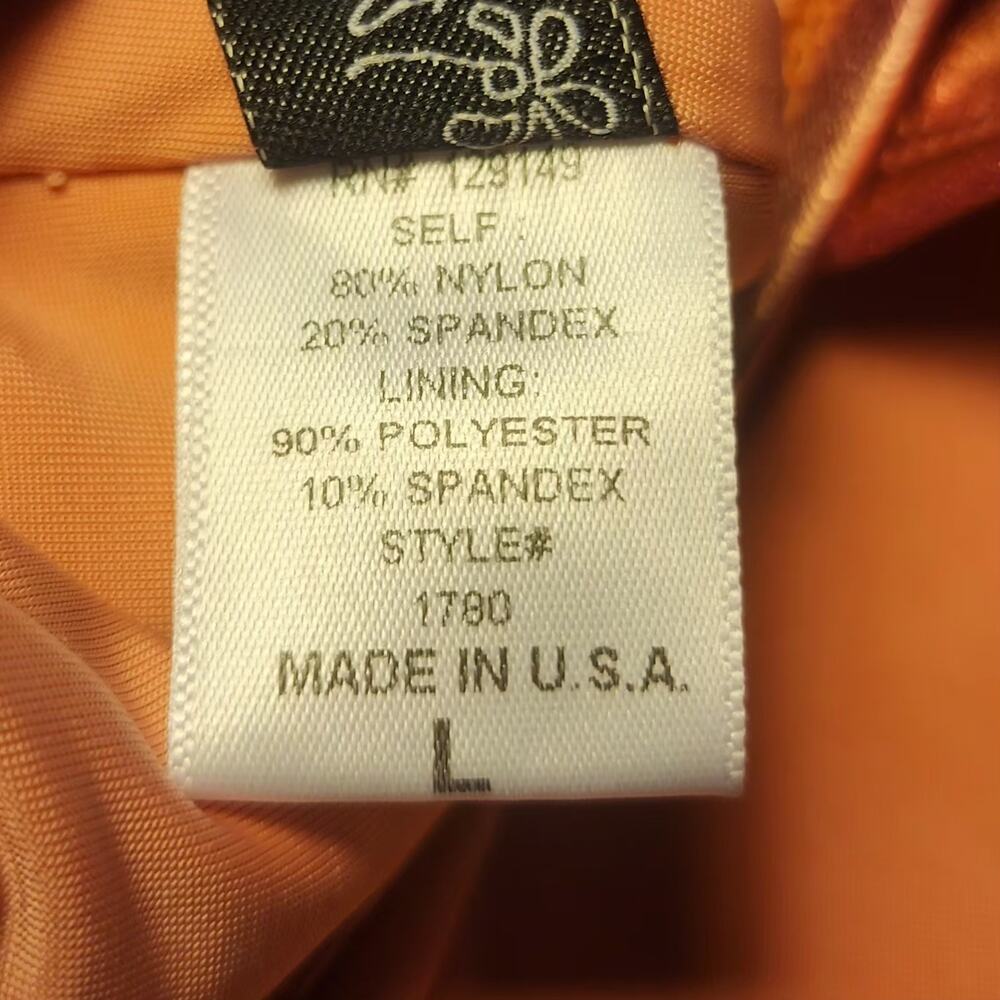 RN# 129149
SELF :
80% NYLON
20% SPANDEX
LINING:
90% POLYESTER
10% SPANDEX
STYLE#
1780
MADE IN U.S.A.
L